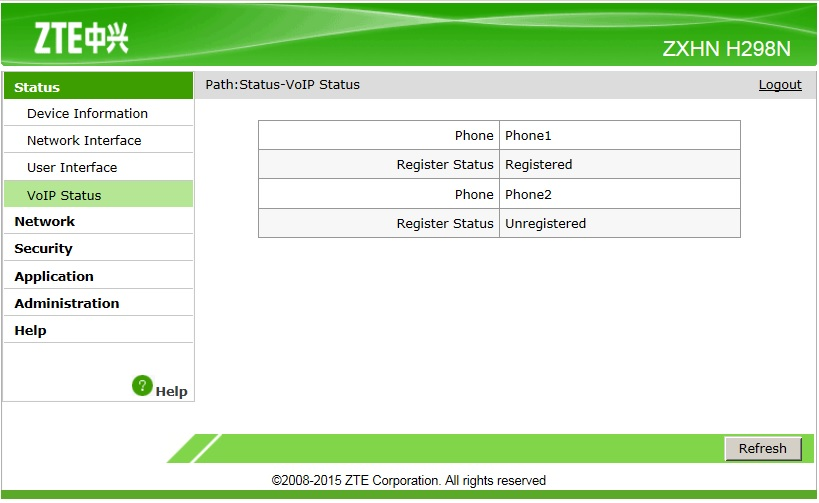 ZTE中兴
ZXHN H298N
Status
Path:Status-VoIP Status
Logout
Device Information
Network Interface
User Interface
VoIP Status
Network
Security
Application
Administration
Help
? Help
Phone Phone1
Register Status Registered
Phone Phone2
Register Status Unregistered
Refresh
©2008-2015 ZTE Corporation. All rights reserved